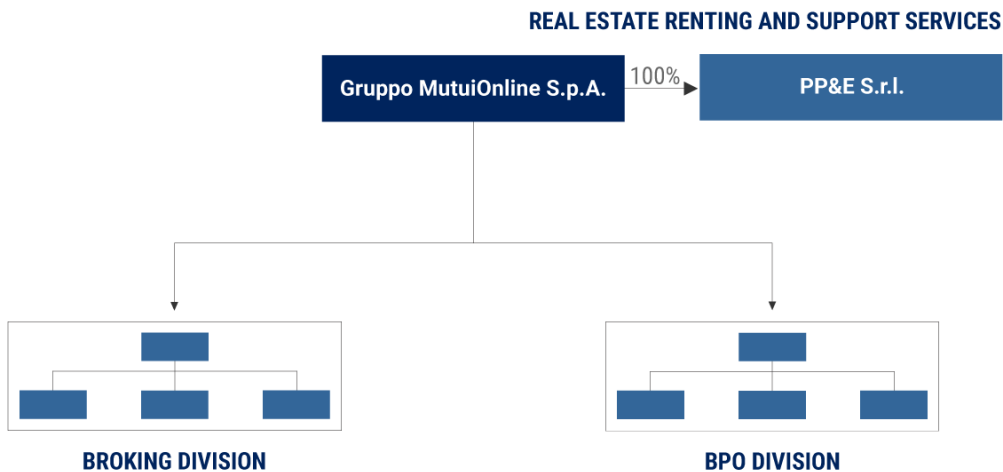 REAL ESTATE RENTING AND SUPPORT SERVICES
Gruppo MutuiOnline S.p.A.
100%
PP&E S.r.l.
BROKING DIVISION
BPO DIVISION